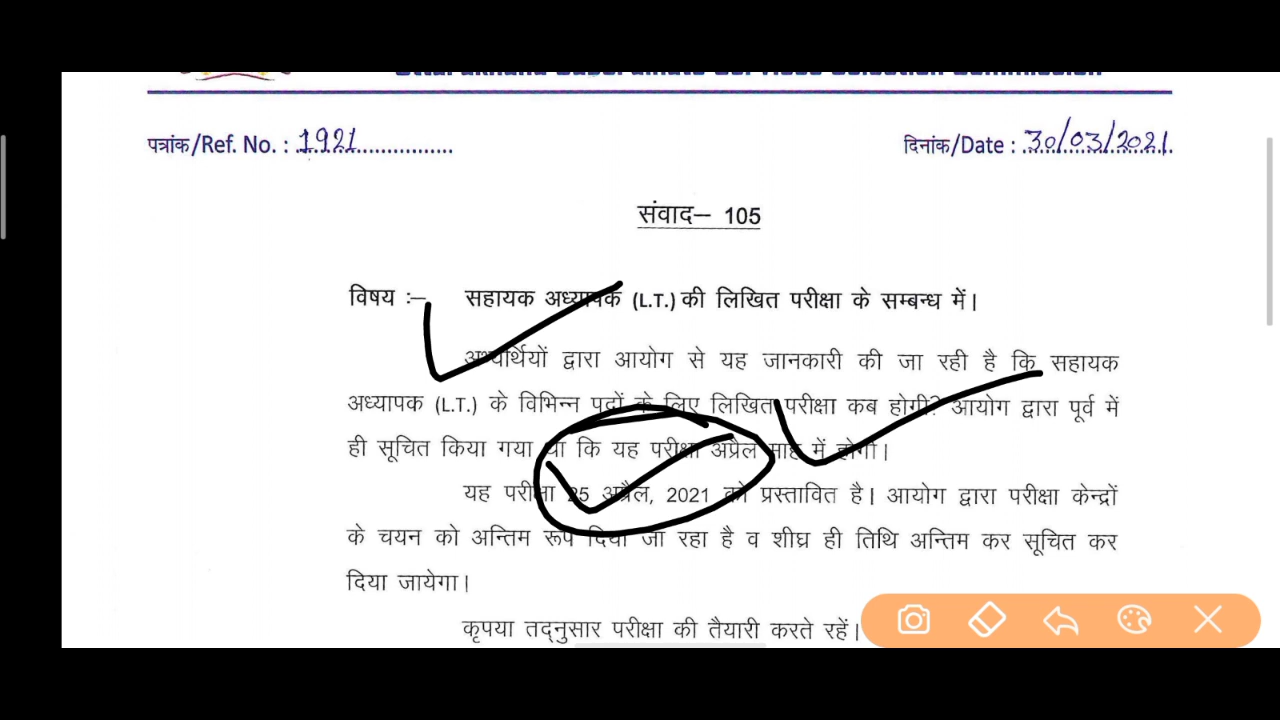 पत्रांक/Ref. No. : 1921
दिनांक/Date : 30/03/2021
संवाद– 105
विषय :– सहायक अध्यापक (L.T.) की लिखित परीक्षा के सम्बन्ध में।
अभ्यर्थियों द्वारा आयोग से यह जानकारी की जा रही है कि सहायक
अध्यापक (L.T.) के विभिन्न पदों के लिए लिखित परीक्षा कब होगी? आयोग द्वारा पूर्व में
ही सूचित किया गया था कि यह परीक्षा अप्रैल माह में होगी।
यह परीक्षा 25 अप्रैल, 2021 को प्रस्तावित है। आयोग द्वारा परीक्षा केन्द्रों
के चयन को अन्तिम रूप दिया जा रहा है व शीघ्र ही तिथि अन्तिम कर सूचित कर
दिया जायेगा।
कृपया तद्नुसार परीक्षा की तैयारी करते रहें।